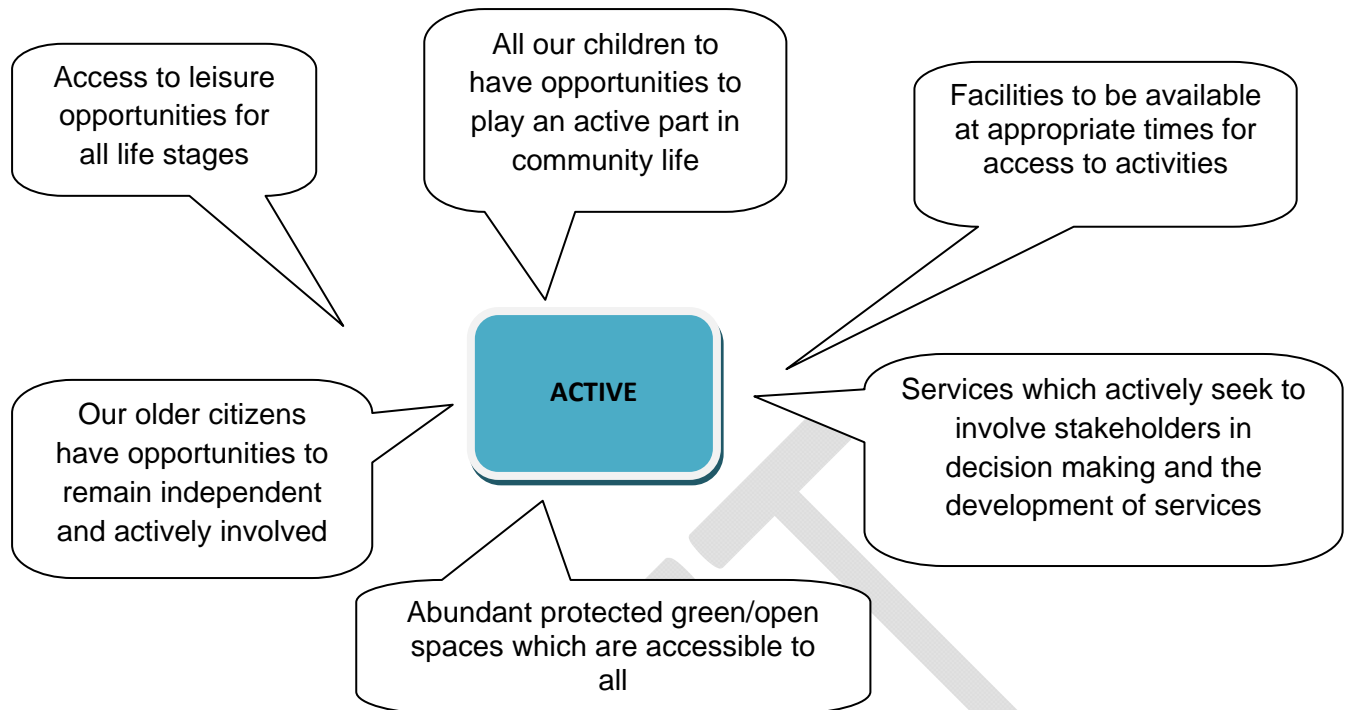 Access to leisure
opportunities for
all life stages
All our children to
have opportunities to
play an active part in
community life
Facilities to be available
at appropriate times for
access to activities
ACTIVE
Our older citizens
have opportunities to
remain independent
and actively involved
Services which actively seek to
involve stakeholders in
decision making and the
development of services
Abundant protected green/open
spaces which are accessible to
all